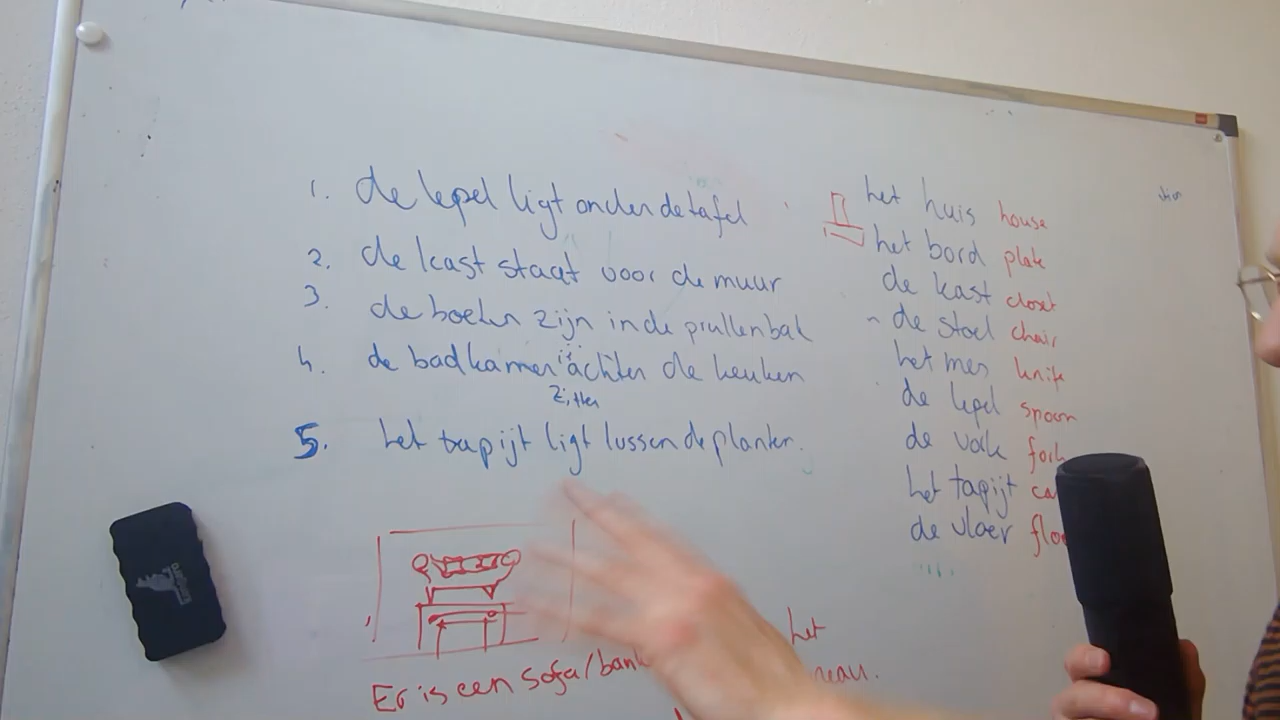 1. de lepel ligt onder de tafel
2. de kast staat voor de muur
3. de boeken zijn in de prullenbak
4. de badkamer is achter de keuken
zitten
5. het tapijt ligt tussen de planten.
het huis house
het bord plate
de kast closet
de stoel chair
het mes knife
de lepel spoon
de vork fork
het tapijt ca
de vloer floo
Er is een sofa/bank
het